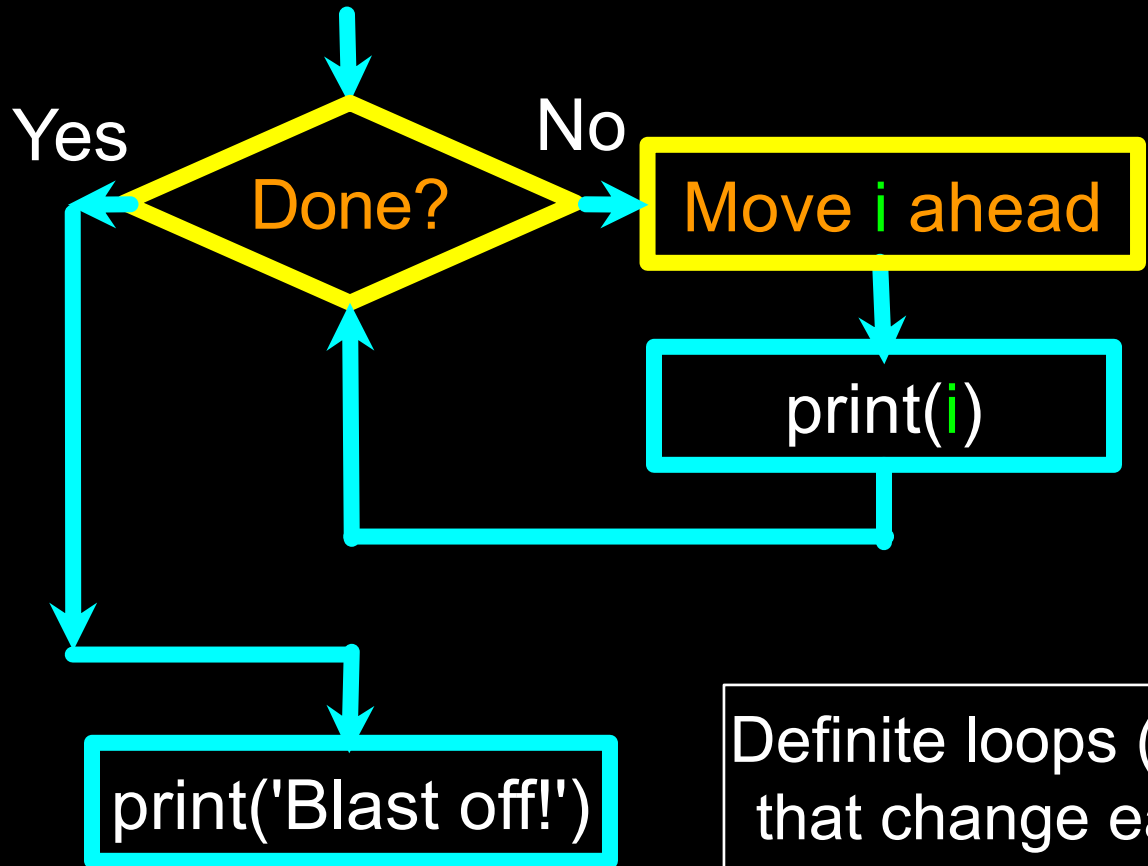 Yes
No
Done?
Move i ahead
print(i)
print('Blast off!')
Definite loops (
that change